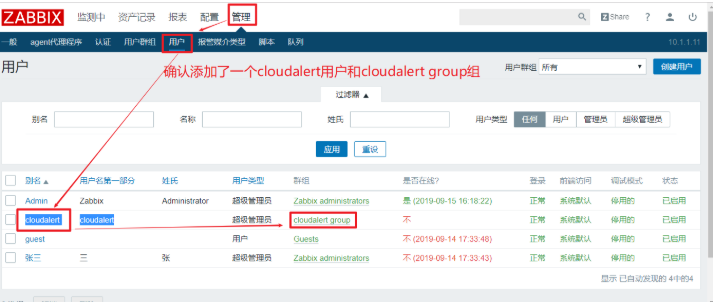 ZABBIX 监测中 资产记录 报表 配置 管理 Share ?
一般 agent代理程序 认证 用户群组 用户 报警媒介类型 脚本 队列 10.1.1.11
用户 用户群组 所有 创建用户
确认添加了一个cloudalert用户和cloudalert group组
过滤器 ▲
别名 名称 姓氏 用户类型 任何 用户 管理员 超级管理员
应用 重设
别名 ▲ 用户名第一部分 姓氏 用户类型 群组 是否在线? 登录 前端访问 调试模式 状态
Admin Zabbix Administrator 超级管理员 Zabbix administrators 是 (2019-09-15 16:18:22) 正常 系统默认 停用的 已启用
cloudalert cloudalert 超级管理员 cloudalert group 不 正常 系统默认 停用的 已启用
guest 用户 Guests 不 (2019-09-14 17:33:48) 正常 系统默认 停用的 已启用
张三 三 张 超级管理员 Zabbix administrators 不 (2019-09-14 17:33:43) 正常 系统默认 停用的 已启用
显示 已自动发现的 4中的4